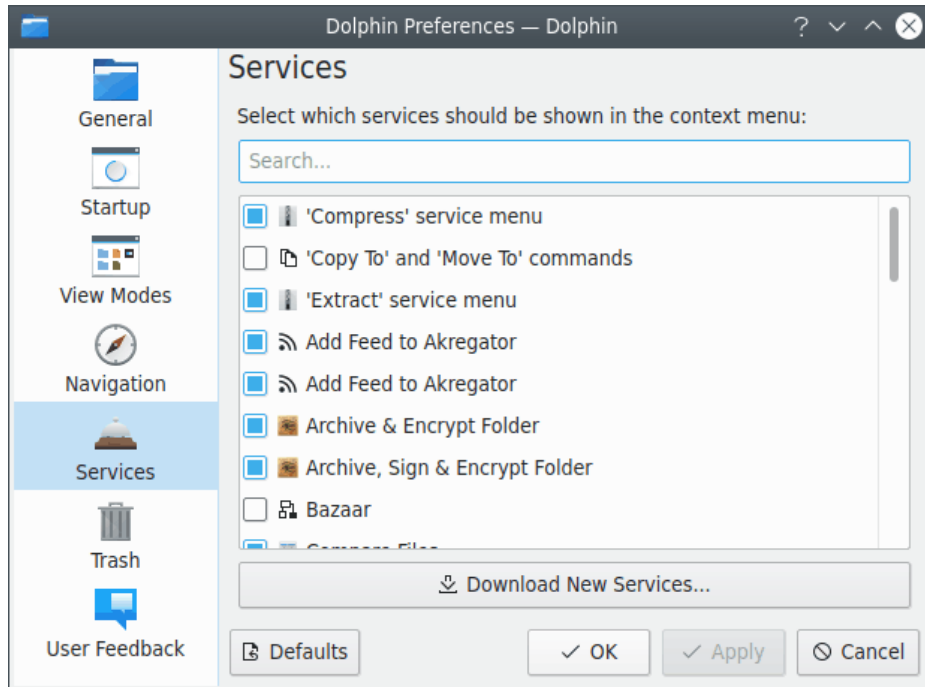 Dolphin Preferences — Dolphin
General
Startup
View Modes
Navigation
Services
Trash
User Feedback
Services
Select which services should be shown in the context menu:
Search...
'Compress' service menu
'Copy To' and 'Move To' commands
'Extract' service menu
Add Feed to Akregator
Add Feed to Akregator
Archive & Encrypt Folder
Archive, Sign & Encrypt Folder
Bazaar
Compare Files
Download New Services...
Defaults
OK
Apply
Cancel